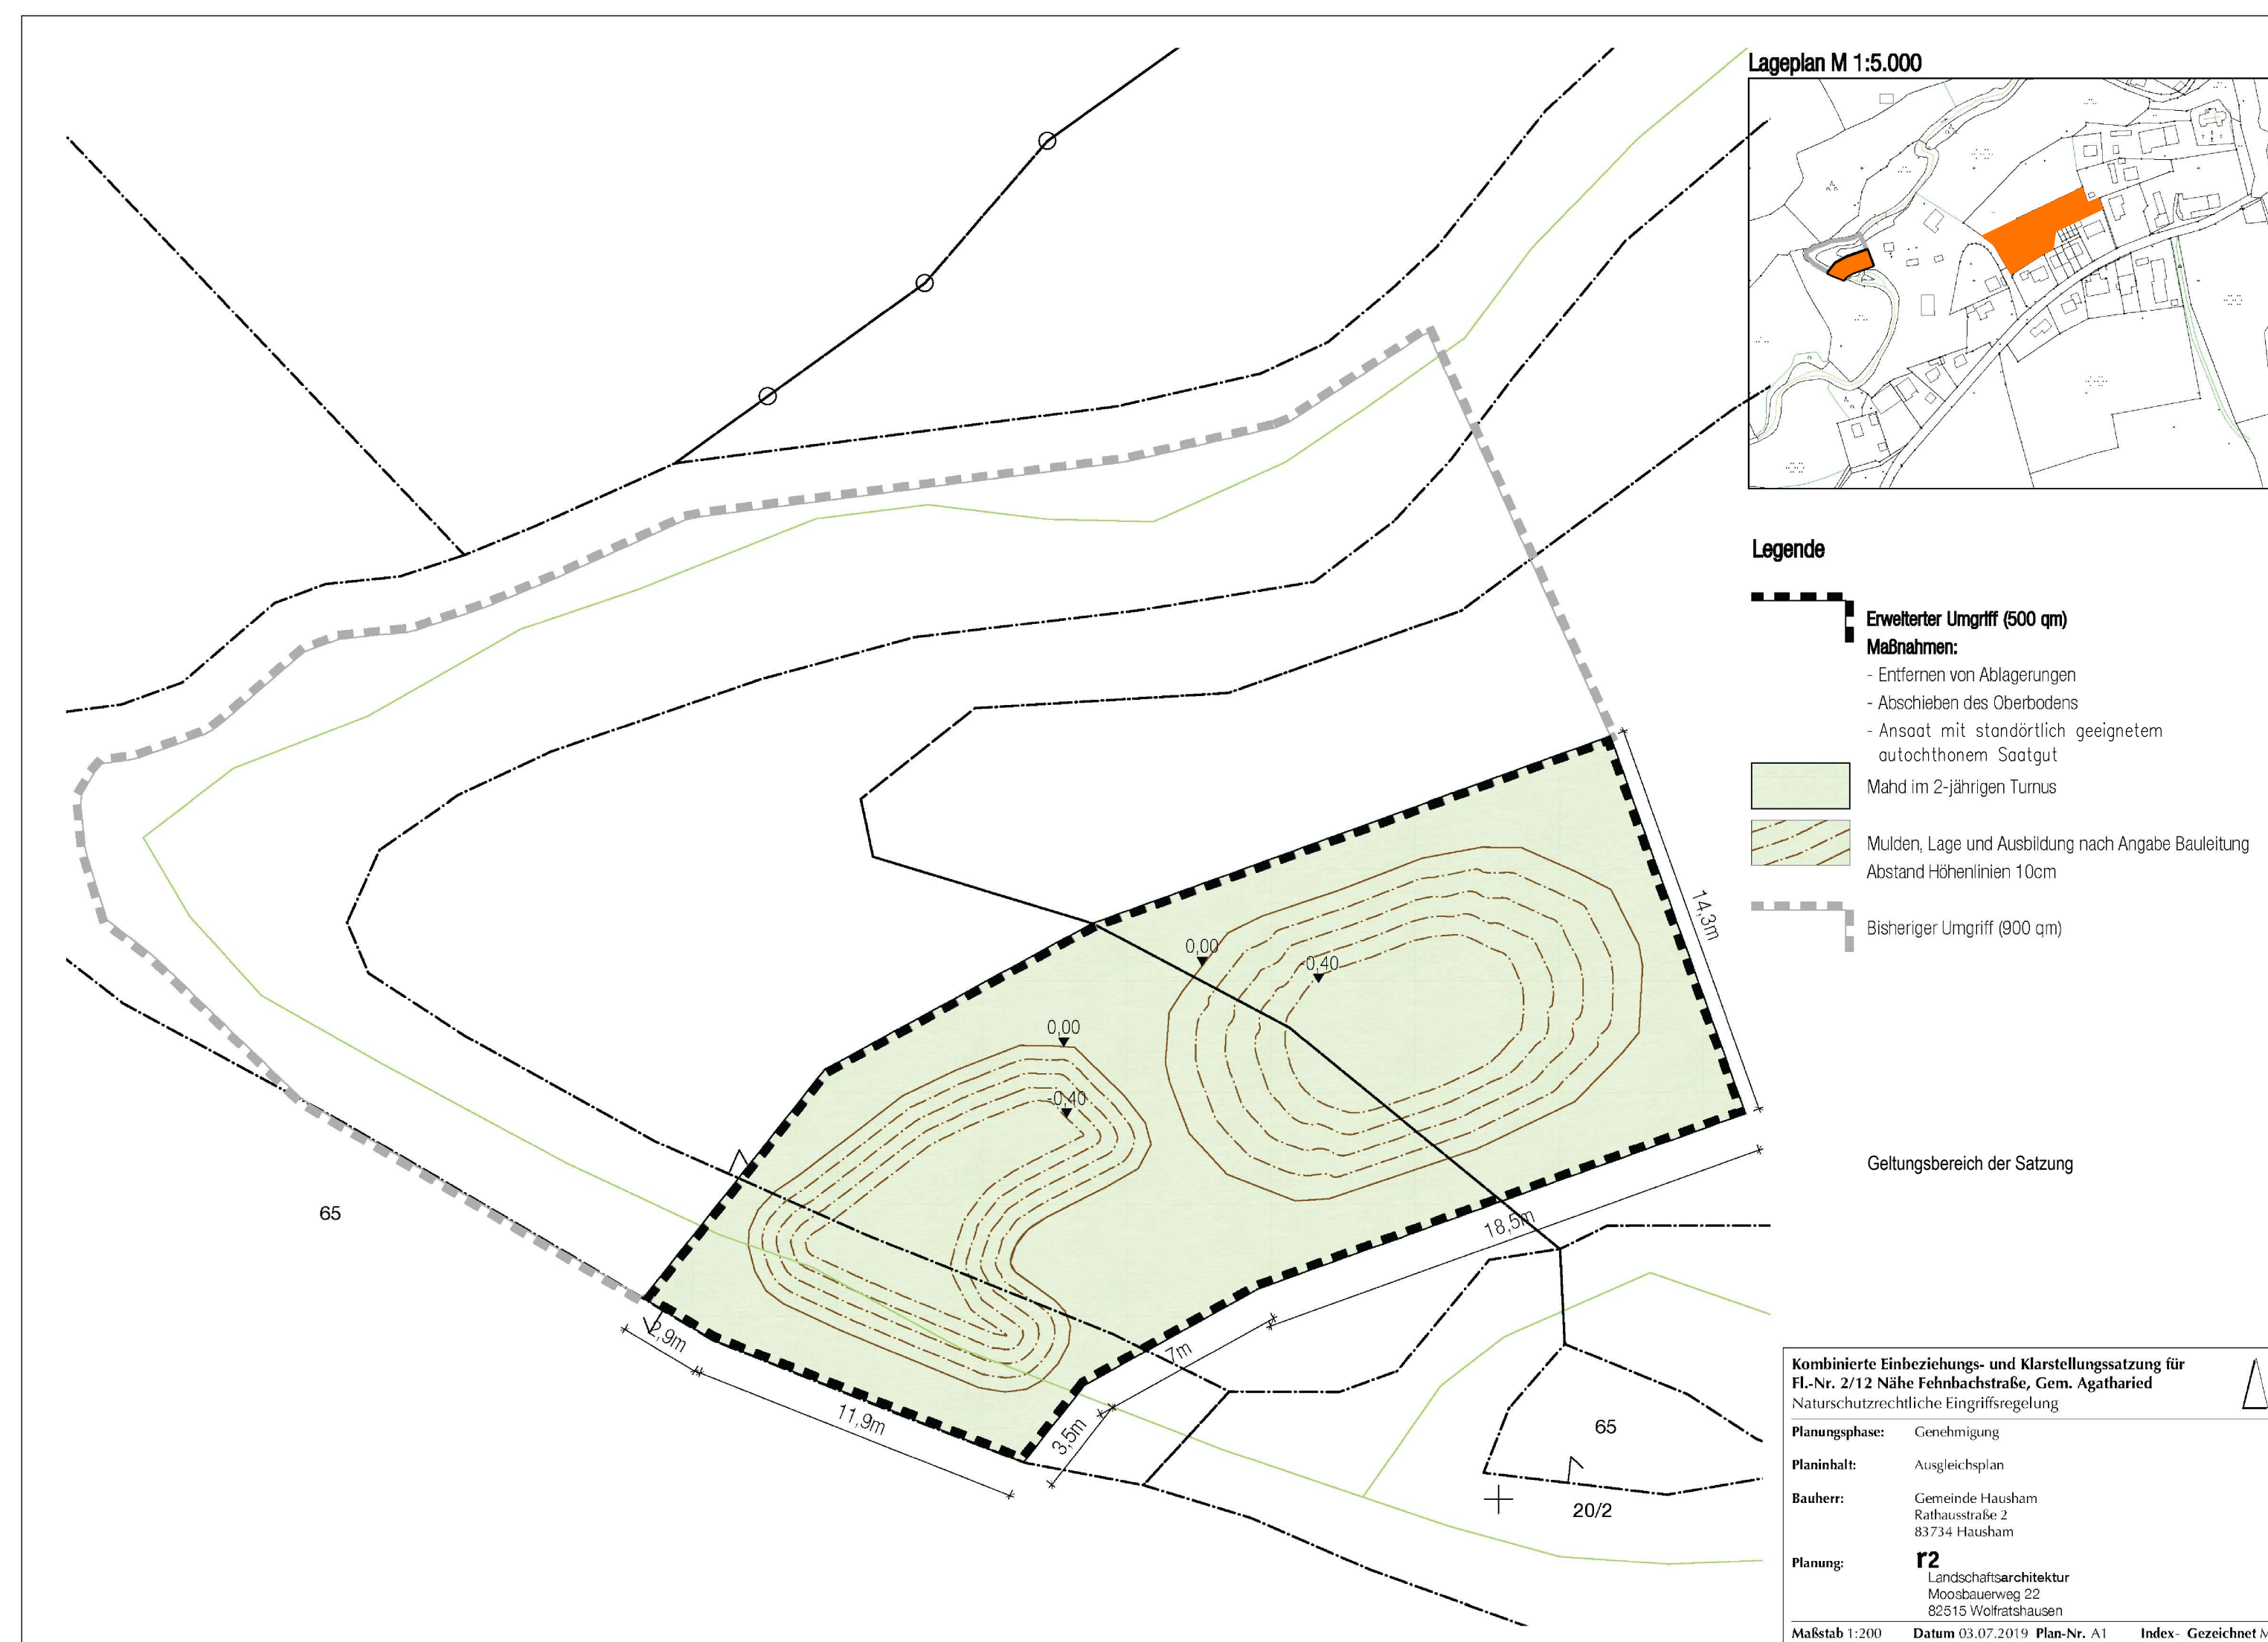 Lageplan M 1:5.000
Legende
Erweiterter Umgriff (500 qm)
Maßnahmen:
- Entfernen von Ablagerungen
- Abschieben des Oberbodens
- Ansaat mit standörtlich geeignetem
autochthonem Saatgut
Mahd im 2-jährigen Turnus
Mulden, Lage und Ausbildung nach Angabe Bauleitung
Abstand Höhenlinien 10cm
Bisheriger Umgriff (900 qm)
Geltungsbereich der Satzung
14,3m
0,00
-0,40
0,00
-0,40
65
18,5m
7m
2,9m
11,9m
3,5m
65
20/2
Kombinierte Einbeziehungs- und Klarstellungssatzung für
Fl.-Nr. 2/12 Nähe Fehnbachstraße, Gem. Agatharied
Naturschutzrechtliche Eingriffsregelung
Planungsphase: Genehmigung
Planinhalt: Ausgleichsplan
Bauherr: Gemeinde Hausham
Rathausstraße 2
83734 Hausham
Planung: r2
Landschaftsarchitektur
Moosbauerweg 22
82515 Wolfratshausen
Maßstab 1:200 Datum 03.07.2019 Plan-Nr. A1 Index- Gezeichnet